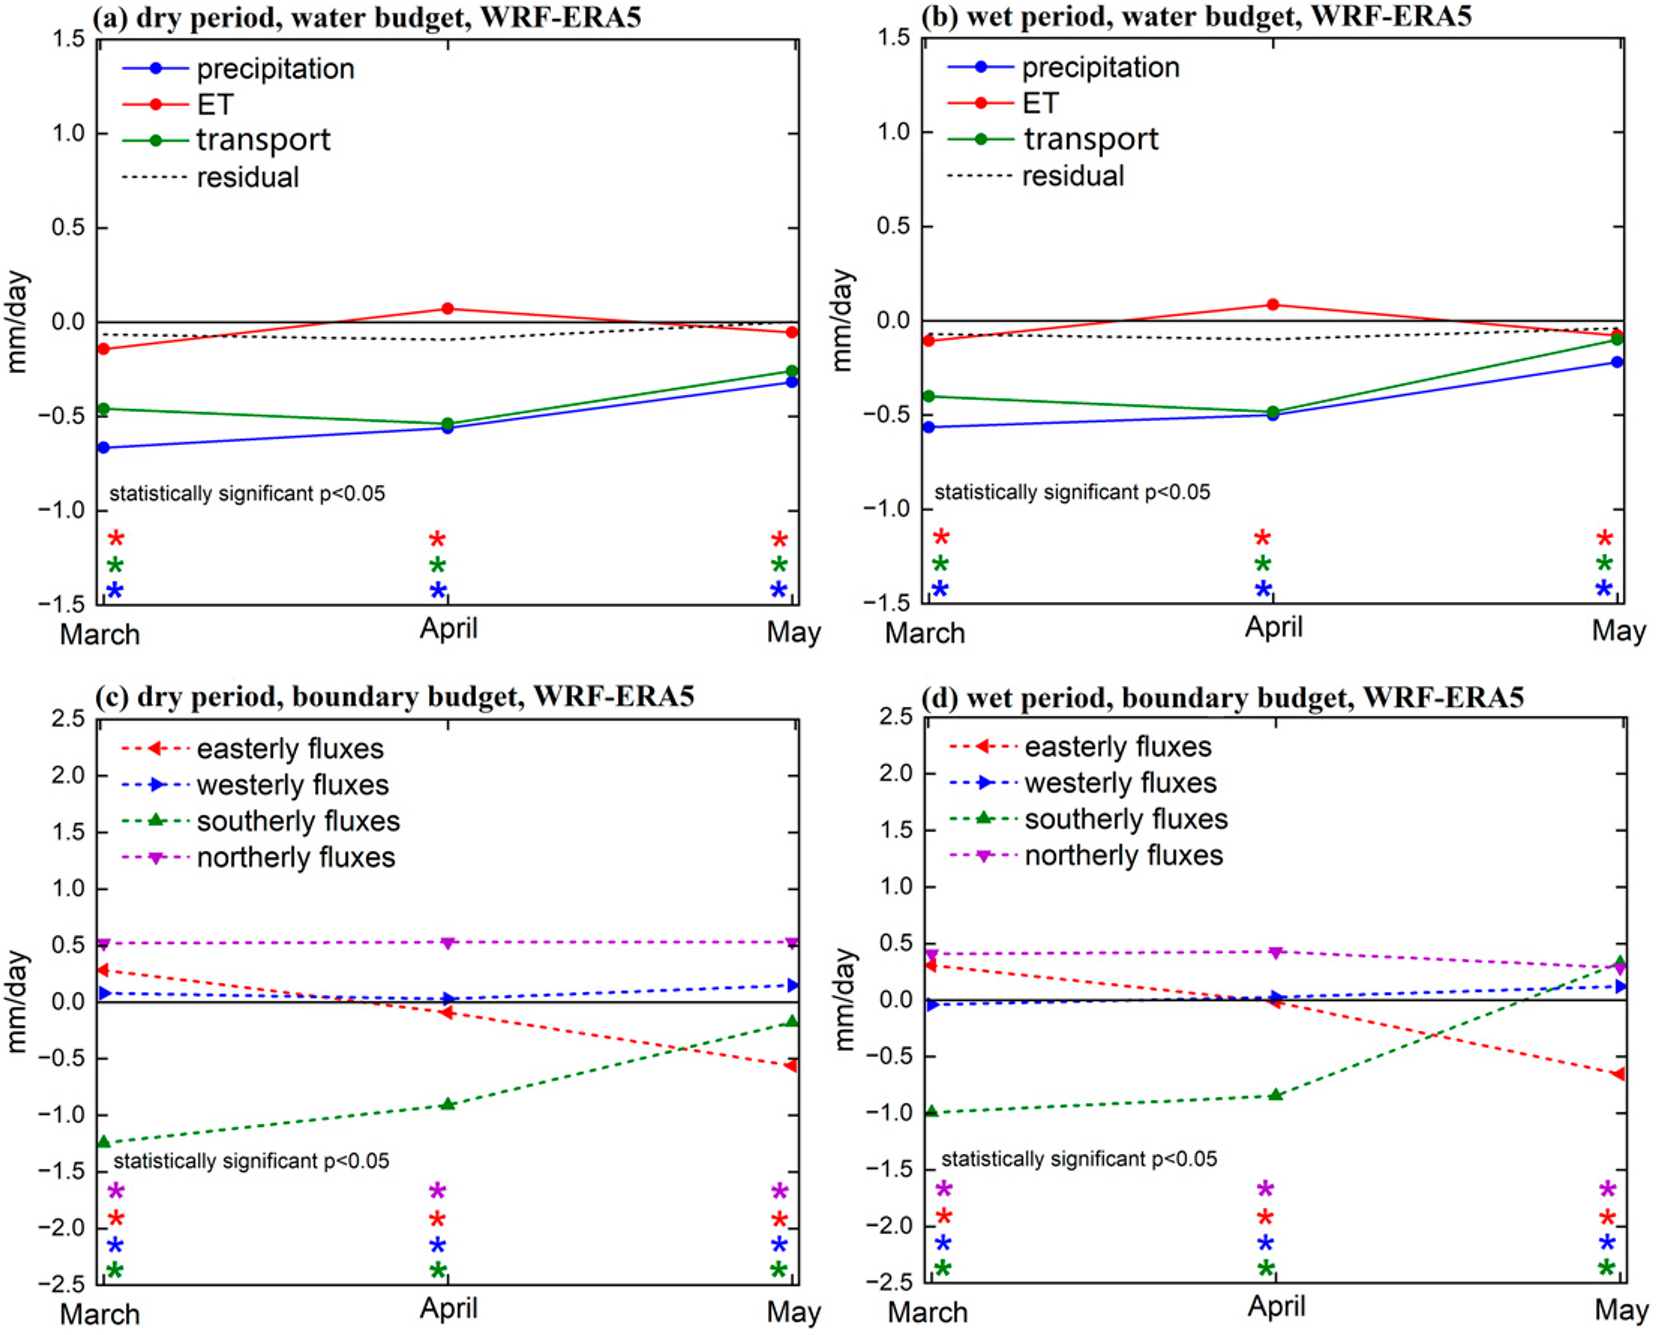 (a) dry period, water budget, WRF-ERA5
1.5
precipitation
ET
1.0
transport
residual
0.5
0.0
mm/day
−0.5
statistically significant p<0.05
−1.0
* * *
* * *
* * *
−1.5
March April May
(b) wet period, water budget, WRF-ERA5
1.5
precipitation
ET
1.0
transport
residual
0.5
0.0
mm/day
−0.5
statistically significant p<0.05
−1.0
* * *
* * *
* * *
−1.5
March April May
(c) dry period, boundary budget, WRF-ERA5
2.5
easterly fluxes
2.0
westerly fluxes
southerly fluxes
1.5
northerly fluxes
1.0
0.5
0.0
mm/day
−0.5
−1.0
statistically significant p<0.05
−1.5
* * *
* * *
−2.0
* * *
* * *
−2.5
March April May
(d) wet period, boundary budget, WRF-ERA5
2.5
easterly fluxes
2.0
westerly fluxes
southerly fluxes
1.5
northerly fluxes
1.0
0.5
0.0
mm/day
−0.5
−1.0
statistically significant p<0.05
−1.5
* * *
* * *
−2.0
* * *
* * *
−2.5
March April May